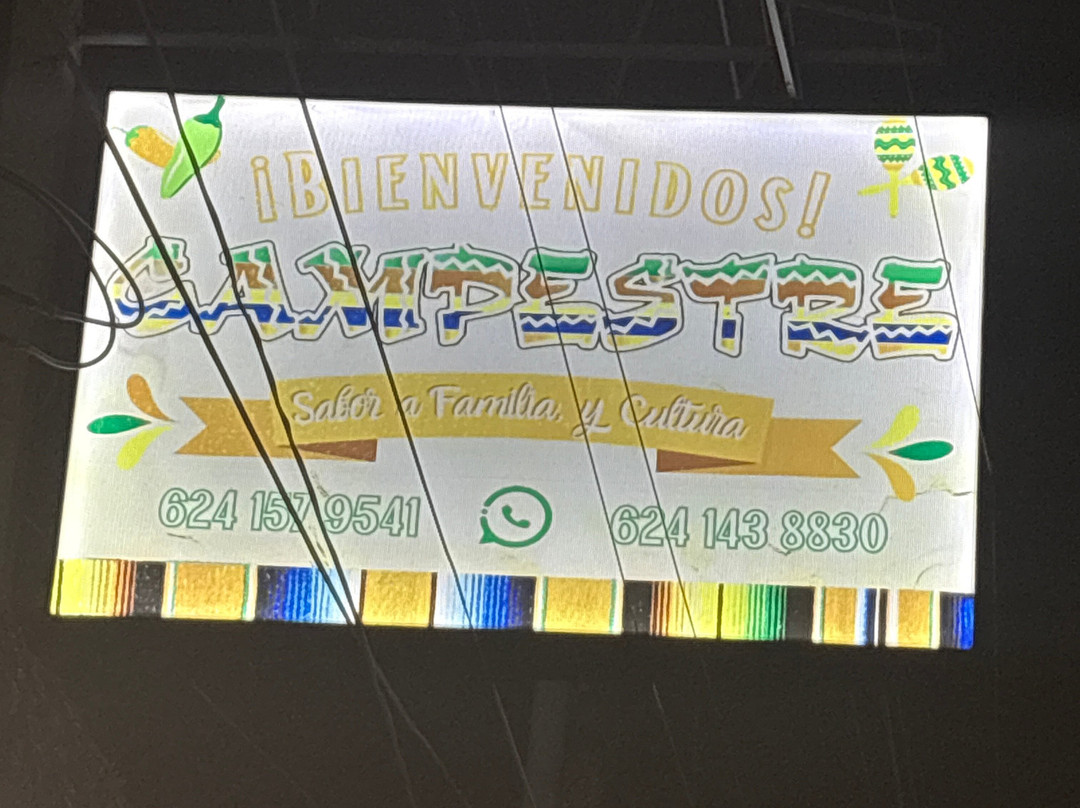 ¡BIENVENIDOS!
CAMPESTRE
Sabor a Familia, y Cultura
624 157 9541 624 143 8830